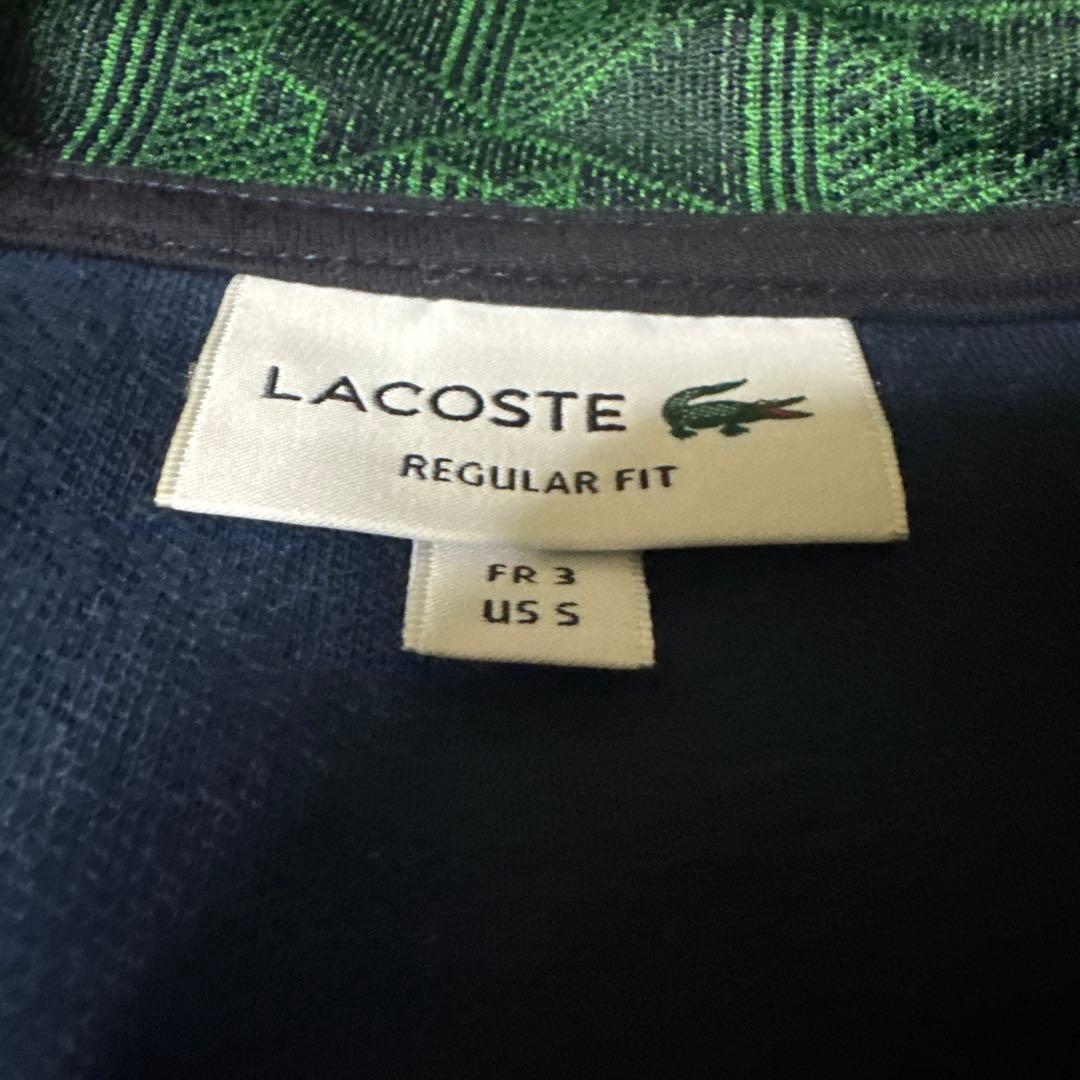 LACOSTE
REGULAR FIT
FR 3
US S